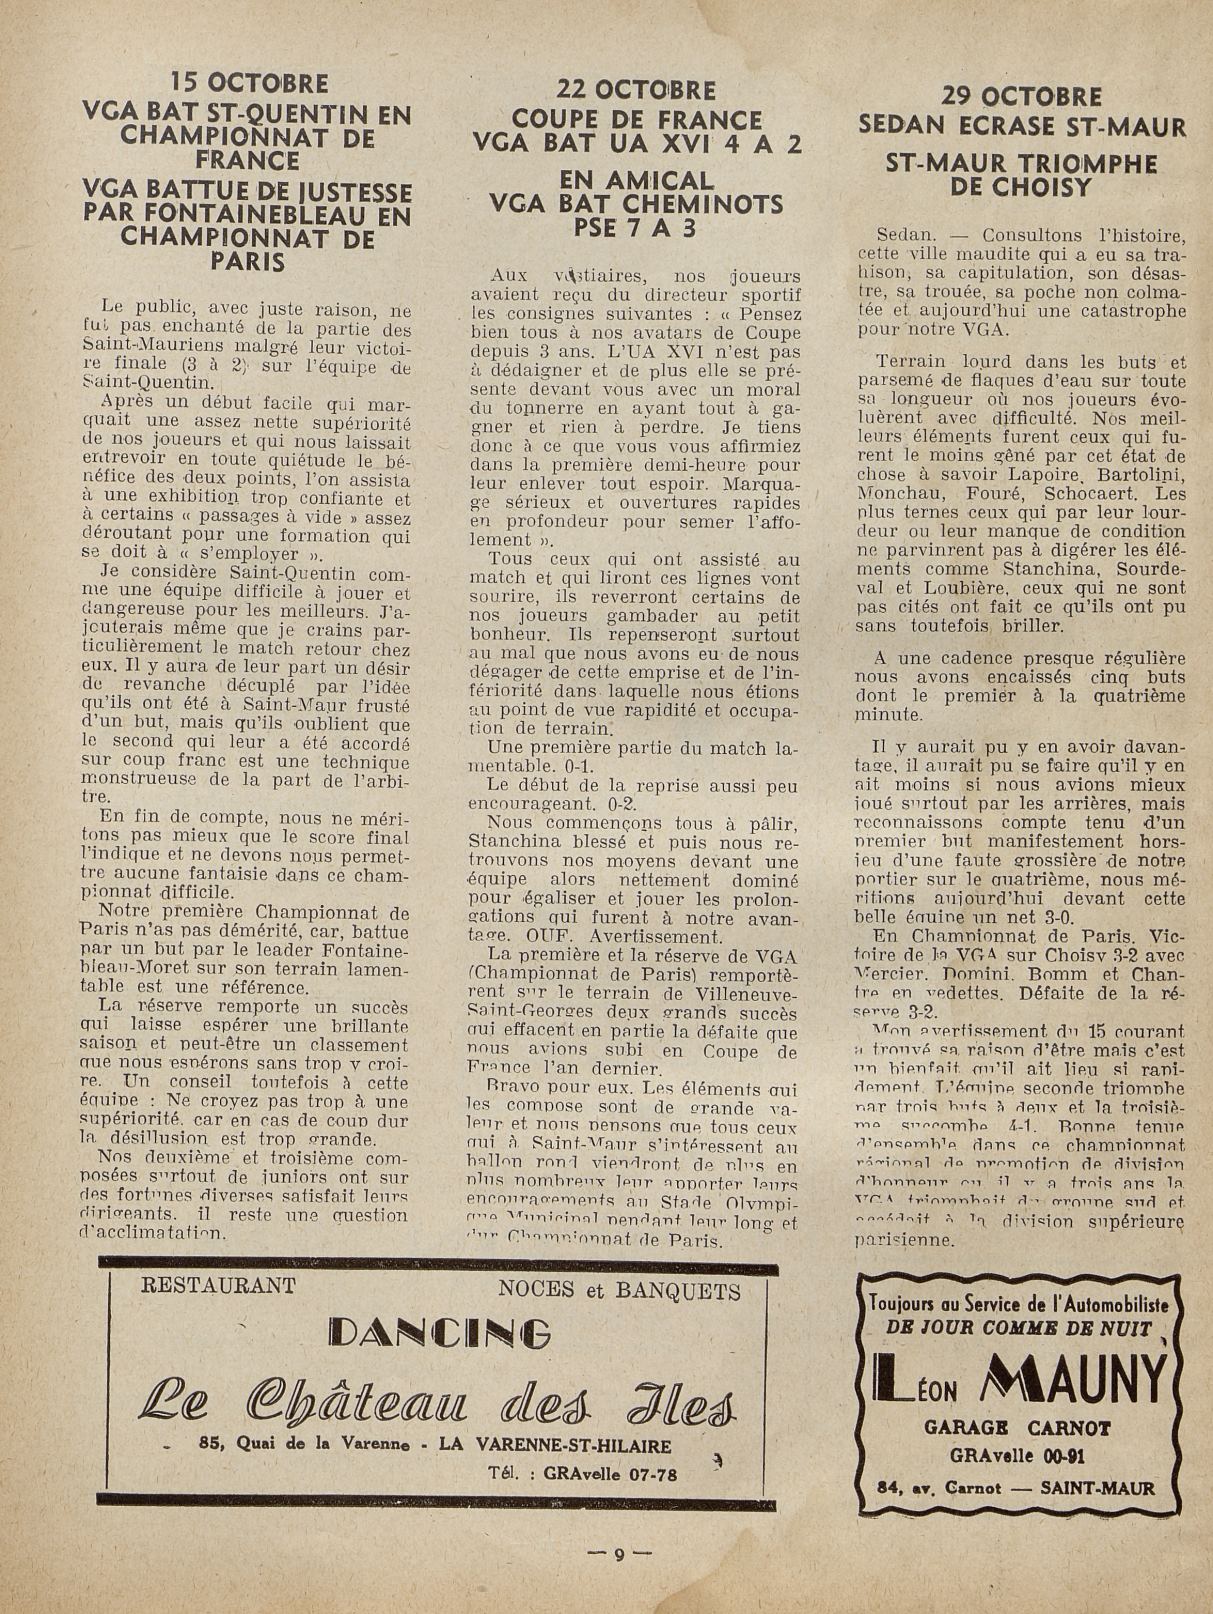 15 OCTOBRE
VGA BAT ST-QUENTIN EN
CHAMPIONNAT DE
FRANCE
VGA BATTUE DE JUSTESSE
PAR FONTAINEBLEAU EN
CHAMPIONNAT DE
PARIS
Le public, avec juste raison, ne
fut pas enchanté de la partie des
Saint-Mauriens malgré leur victoi-
re finale (3 à 2) sur l'équipe de
Saint-Quentin.
Après un début facile qui mar-
quait une assez nette supériorité
de nos joueurs et qui nous laissait
entrevoir en toute quiétude le bé-
néfice des deux points, l'on assista
à une exhibition trop confiante et
à certains « passages à vide » assez
déroutant pour une formation qui
se doit à « s'employer ».
Je considère Saint-Quentin com-
me une équipe difficile à jouer et
dangereuse pour les meilleurs. J'a-
jouterais même que je crains par-
ticulièrement le match retour chez
eux. Il y aura de leur part un désir
de revanche décuplé par l'idée
qu'ils ont été à Saint-Maur frusté
d'un but, mais qu'ils oublient que
le second qui leur a été accordé
sur coup franc est une technique
monstrueuse de la part de l'arbi-
tre.
En fin de compte, nous ne méri-
tons pas mieux que le score final
l'indique et ne devons nous permet-
tre aucune fantaisie dans ce cham-
pionnat difficile.
Notre première Championnat de
Paris n'as pas démérité, car, battue
par un but par le leader Fontaine-
bleau-Moret sur son terrain lamen-
table est une référence.
La réserve remporte un succès
qui laisse espérer une brillante
saison et peut-être un classement
que nous espérons sans trop y croi-
re. Un conseil toutefois à cette
équipe : Ne croyez pas trop à une
supériorité. car en cas de coup dur
la désillusion est trop grande.
Nos deuxième et troisième com-
posées surtout de juniors ont sur
des fortunes diverses satisfait leurs
dirigeants. il reste une question
d'acclimatation.
22 OCTOBRE
COUPE DE FRANCE
VGA BAT UA XVI 4 A 2
EN AMICAL
VGA BAT CHEMINOTS
PSE 7 A 3
Aux vestiaires, nos joueurs
avaient reçu du directeur sportif
les consignes suivantes : « Pensez
bien tous à nos avatars de Coupe
depuis 3 ans. L'UA XVI n'est pas
à dédaigner et de plus elle se pré-
sente devant vous avec un moral
du tonnerre en ayant tout à ga-
gner et rien à perdre. Je tiens
donc à ce que vous vous affirmiez
dans la première demi-heure pour
leur enlever tout espoir. Marqua-
ge sérieux et ouvertures rapides
en profondeur pour semer l'affo-
lement ».
Tous ceux qui ont assisté au
match et qui liront ces lignes vont
sourire, ils reverront certains de
nos joueurs gambader au petit
bonheur. Ils repenseront surtout
au mal que nous avons eu de nous
dégager de cette emprise et de l'in-
fériorité dans laquelle nous étions
au point de vue rapidité et occupa-
tion de terrain.
Une première partie du match la-
mentable. 0-1.
Le début de la reprise aussi peu
encourageant. 0-2.
Nous commençons tous à pâlir,
Stanchina blessé et puis nous re-
trouvons nos moyens devant une
équipe alors nettement dominé
pour égaliser et jouer les prolon-
gations qui furent à notre avan-
tage. OUF. Avertissement.
La première et la réserve de VGA
(Championnat de Paris) remportè-
rent sur le terrain de Villeneuve-
Saint-Georges deux grands succès
qui effacent en partie la défaite que
nous avions subi en Coupe de
France l'an dernier.
Bravo pour eux. Les éléments qui
les compose sont de grande va-
leur et nous pensons que tous ceux
qui à Saint-Maur s'intéressent au
ballon rond viendront de plus en
plus nombreux leur apporter leurs
encouragements au Stade Olympi-
que Municipal pendant leur long et
dur Championnat de Paris.
29 OCTOBRE
SEDAN ECRASE ST-MAUR
ST-MAUR TRIOMPHE
DE CHOISY
Sedan. — Consultons l'histoire,
cette ville maudite qui a eu sa tra-
hison, sa capitulation, son désas-
tre, sa trouée, sa poche non colma-
tée et aujourd'hui une catastrophe
pour notre VGA.
Terrain lourd dans les buts et
parsemé de flaques d'eau sur toute
sa longueur où nos joueurs évo-
luèrent avec difficulté. Nos meil-
leurs éléments furent ceux qui fu-
rent le moins gêné par cet état de
chose à savoir Lapoire, Bartolini,
Monchau, Fouré, Schocaert. Les
plus ternes ceux qui par leur lour-
deur ou leur manque de condition
ne parvinrent pas à digérer les élé-
ments comme Stanchina, Sourde-
val et Loubière, ceux qui ne sont
pas cités ont fait ce qu'ils ont pu
sans toutefois briller.
A une cadence presque régulière
nous avons encaissés cinq buts
dont le premier à la quatrième
minute.
Il y aurait pu y en avoir davan-
tage, il aurait pu se faire qu'il y en
ait moins si nous avions mieux
joué surtout par les arrières, mais
reconnaissons compte tenu d'un
premier but manifestement hors-
jeu d'une faute grossière de notre
portier sur le quatrième, nous mé-
ritions aujourd'hui devant cette
belle équipe un net 3-0.
En Championnat de Paris. Vic-
toire de la VGA sur Choisy 3-2 avec
Mercier. Domini. Bomm et Chan-
tre en vedettes. Défaite de la ré-
serve 3-2.
Mon avertissement du 15 courant
a trouvé sa raison d'être mais c'est
un bienfait qu'il ait lieu si rapi-
dement. L'équipe seconde triomphe
par trois buts à deux et la troisiè-
me succombe 4-1. Bonne tenue
d'ensemble dans ce championnat
régional de promotion de division
d'honneur ou il y a trois ans la
VGA triomphait du groupe sud et
accédait à la division supérieure
parisienne.
RESTAURANT NOCES et BANQUETS
DANCING
Le Château des Iles
85, Quai de la Varenne - LA VARENNE-ST-HILAIRE
Tél. : GRAvelle 07-78
Toujours au Service de l'Automobiliste
DE JOUR COMME DE NUIT
LÉON MAUNY
GARAGE CARNOT
GRAvelle 00-91
84, av. Carnot — SAINT-MAUR
— 9 —